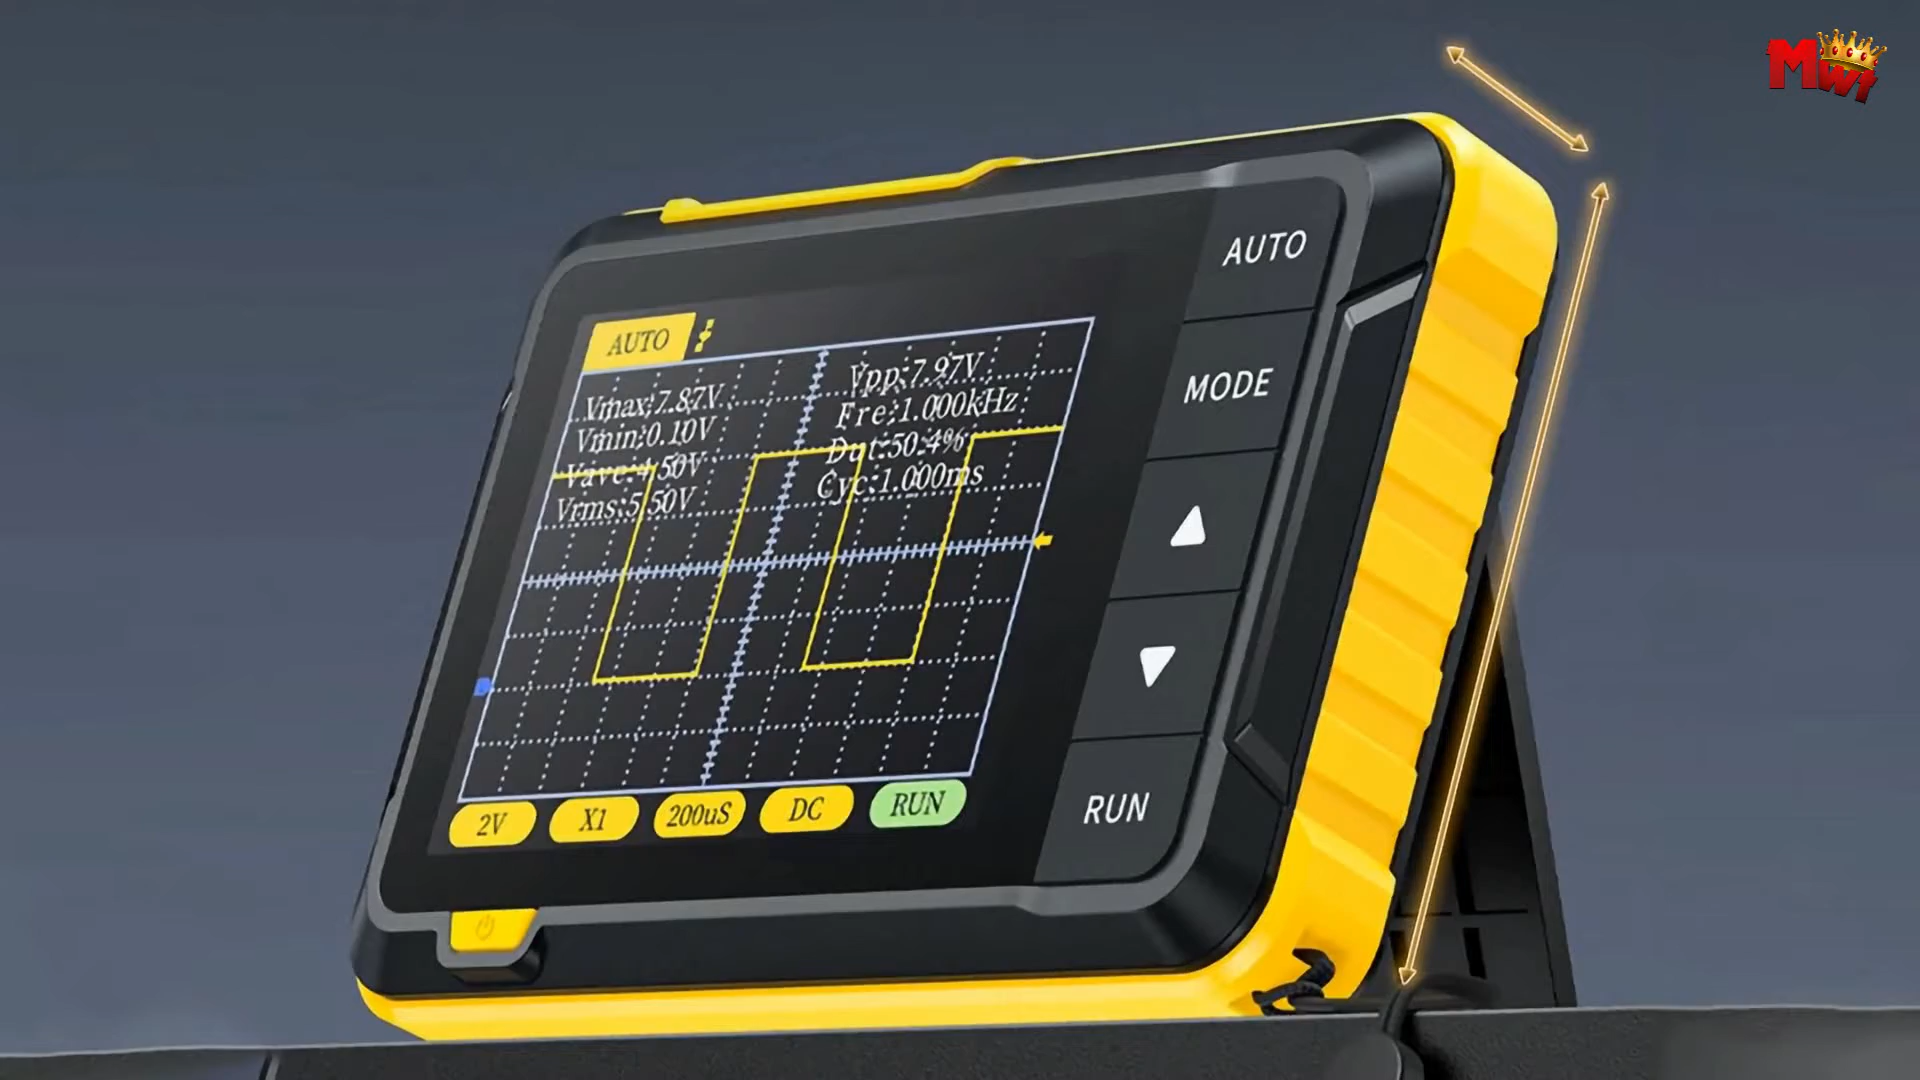 MWT
AUTO
AUTO
Vmax:7.87V
Vpp:7.97V
Vmin:0.10V
Fre:1.000kHz
MODE
Vave:4.50V
Dut:50.4%
Vrms:5.50V
Cyc:1.000ms
2V
X1
200uS
DC
RUN
RUN